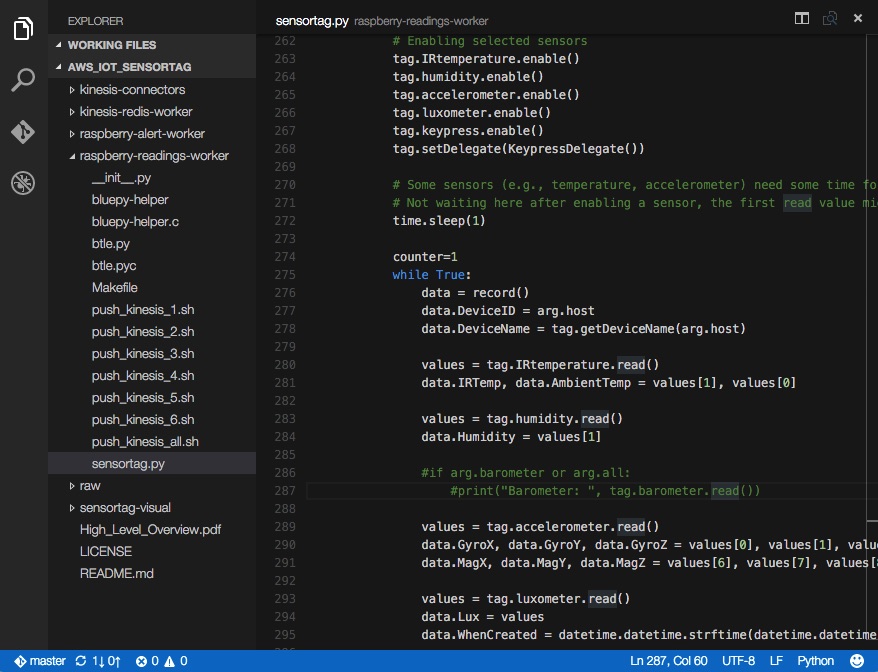 EXPLORER
WORKING FILES
AWS_IOT_SENSORTAG
kinesis-connectors
kinesis-redis-worker
raspberry-alert-worker
raspberry-readings-worker
__init__.py
bluepy-helper
bluepy-helper.c
btle.py
btle.pyc
Makefile
push_kinesis_1.sh
push_kinesis_2.sh
push_kinesis_3.sh
push_kinesis_4.sh
push_kinesis_5.sh
push_kinesis_6.sh
push_kinesis_all.sh
sensortag.py
raw
sensortag-visual
High_Level_Overview.pdf
LICENSE
README.md
sensortag.py raspberry-readings-worker
262 # Enabling selected sensors
263 tag.IRtemperature.enable()
264 tag.humidity.enable()
265 tag.accelerometer.enable()
266 tag.luxometer.enable()
267 tag.keypress.enable()
268 tag.setDelegate(KeypressDelegate())
269
270 # Some sensors (e.g., temperature, accelerometer) need some time fo
271 # Not waiting here after enabling a sensor, the first read value mi
272 time.sleep(1)
273
274 counter=1
275 while True:
276 data = record()
277 data.DeviceID = arg.host
278 data.DeviceName = tag.getDeviceName(arg.host)
279
280 values = tag.IRtemperature.read()
281 data.IRTemp, data.AmbientTemp = values[1], values[0]
282
283 values = tag.humidity.read()
284 data.Humidity = values[1]
285
286 #if arg.barometer or arg.all:
287 #print("Barometer: ", tag.barometer.read())
288
289 values = tag.accelerometer.read()
290 data.GyroX, data.GyroY, data.GyroZ = values[0], values[1], valu
291 data.MagX, data.MagY, data.MagZ = values[6], values[7], values[
292
293 values = tag.luxometer.read()
294 data.Lux = values
295 data.WhenCreated = datetime.datetime.strftime(datetime.datetime
master 1↓ 0↑ 0 0 Ln 287, Col 60 UTF-8 LF Python